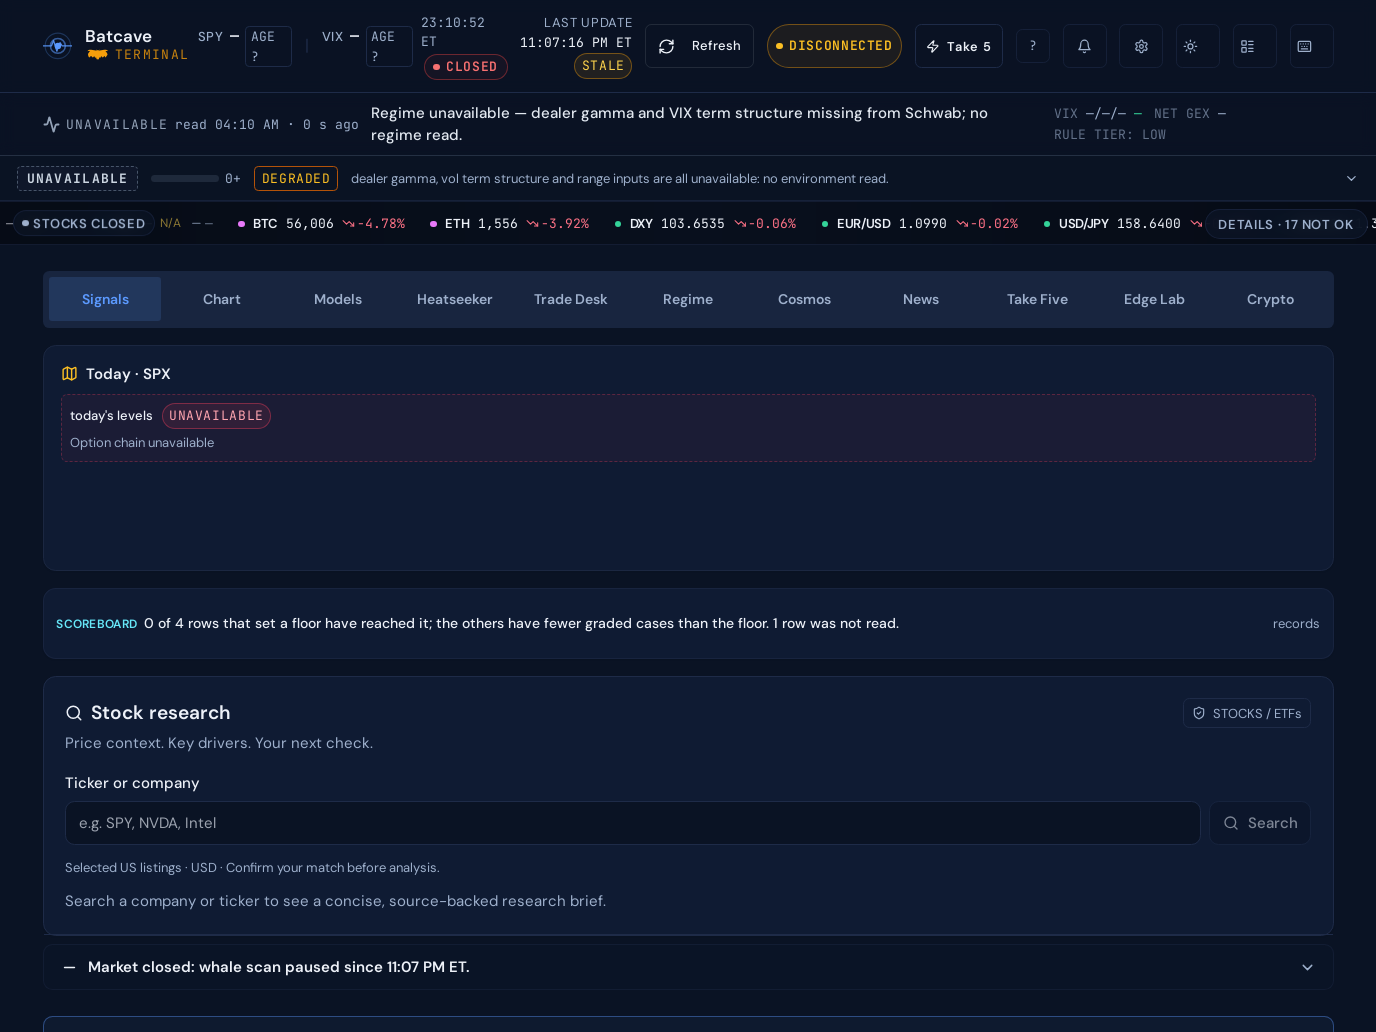 Batcave
TERMINAL
SPY — AGE ?
VIX — AGE ?
23:10:52 ET
CLOSED
LAST UPDATE
11:07:16 PM ET
STALE
Refresh
DISCONNECTED
Take 5
?
UNAVAILABLE read 04:10 AM · 0 s ago
Regime unavailable — dealer gamma and VIX term structure missing from Schwab; no
regime read.
VIX —/—/— — NET GEX —
RULE TIER: LOW
UNAVAILABLE 0+ DEGRADED dealer gamma, vol term structure and range inputs are all unavailable: no environment read.
— STOCKS CLOSED N/A — — BTC 56,006 -4.78% ETH 1,556 -3.92% DXY 103.6535 -0.06% EUR/USD 1.0990 -0.02% USD/JPY 158.6400 DETAILS · 17 NOT OK
Signals Chart Models Heatseeker Trade Desk Regime Cosmos News Take Five Edge Lab Crypto
Today · SPX
today's levels UNAVAILABLE
Option chain unavailable
SCOREBOARD 0 of 4 rows that set a floor have reached it; the others have fewer graded cases than the floor. 1 row was not read. records
Stock research
STOCKS / ETFs
Price context. Key drivers. Your next check.
Ticker or company
e.g. SPY, NVDA, Intel
Search
Selected US listings · USD · Confirm your match before analysis.
Search a company or ticker to see a concise, source-backed research brief.
— Market closed: whale scan paused since 11:07 PM ET.